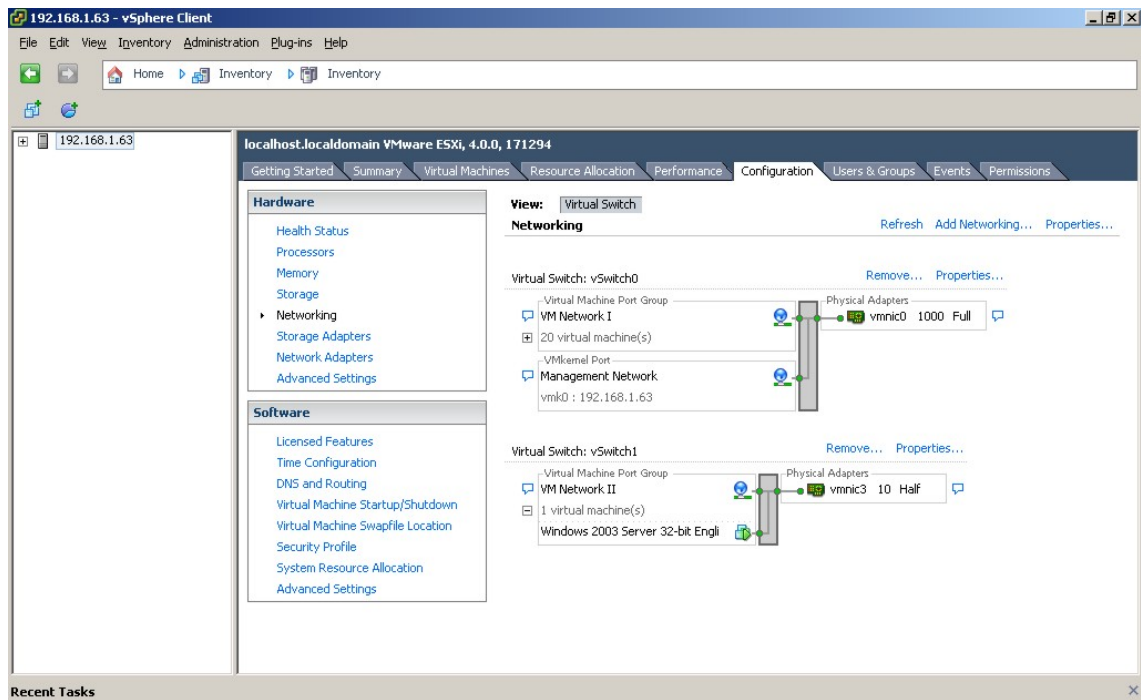 192.168.1.63 - vSphere Client
File Edit View Inventory Administration Plug-ins Help
Home Inventory Inventory
192.168.1.63
localhost.localdomain VMware ESXi, 4.0.0, 171294
Getting Started Summary Virtual Machines Resource Allocation Performance Configuration Users & Groups Events Permissions
Hardware
Health Status
Processors
Memory
Storage
Networking
Storage Adapters
Network Adapters
Advanced Settings
Software
Licensed Features
Time Configuration
DNS and Routing
Virtual Machine Startup/Shutdown
Virtual Machine Swapfile Location
Security Profile
System Resource Allocation
Advanced Settings
View: Virtual Switch
Networking Refresh Add Networking... Properties...
Virtual Switch: vSwitch0 Remove... Properties...
Virtual Machine Port Group Physical Adapters
VM Network I vmnic0 1000 Full
20 virtual machine(s)
VMkernel Port
Management Network
vmk0 : 192.168.1.63
Virtual Switch: vSwitch1 Remove... Properties...
Virtual Machine Port Group Physical Adapters
VM Network II vmnic3 10 Half
1 virtual machine(s)
Windows 2003 Server 32-bit Engli
Recent Tasks